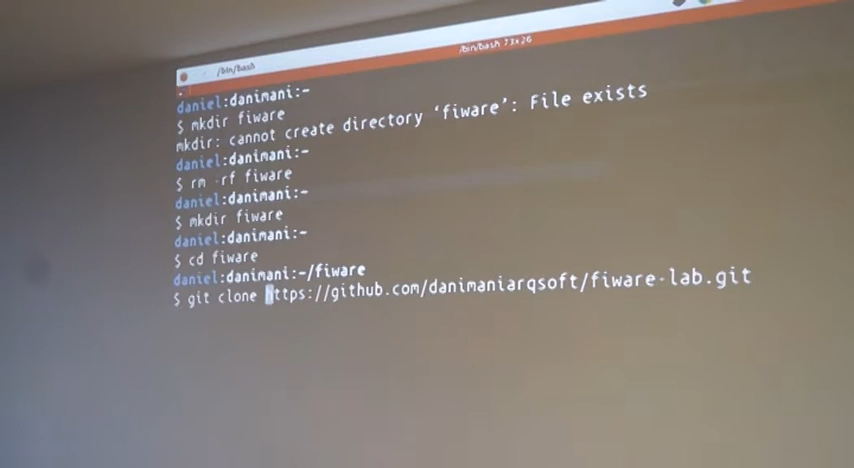 /bin/bash
/bin/bash 73x26
daniel:danimani:~
$ mkdir fiware
mkdir: cannot create directory ‘fiware’: File exists
daniel:danimani:~
$ rm -rf fiware
daniel:danimani:~
$ mkdir fiware
daniel:danimani:~
$ cd fiware
daniel:danimani:~/fiware
$ git clone https://github.com/danimaniarqsoft/fiware-lab.git